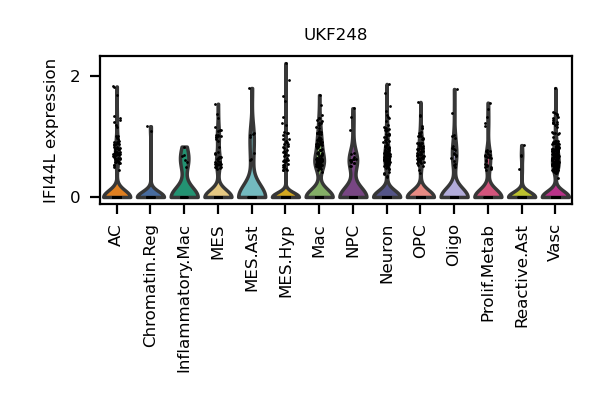 UKF248
IFI44L expression
2
0
AC
Chromatin.Reg
Inflammatory.Mac
MES
MES.Ast
MES.Hyp
Mac
NPC
Neuron
OPC
Oligo
Prolif.Metab
Reactive.Ast
Vasc